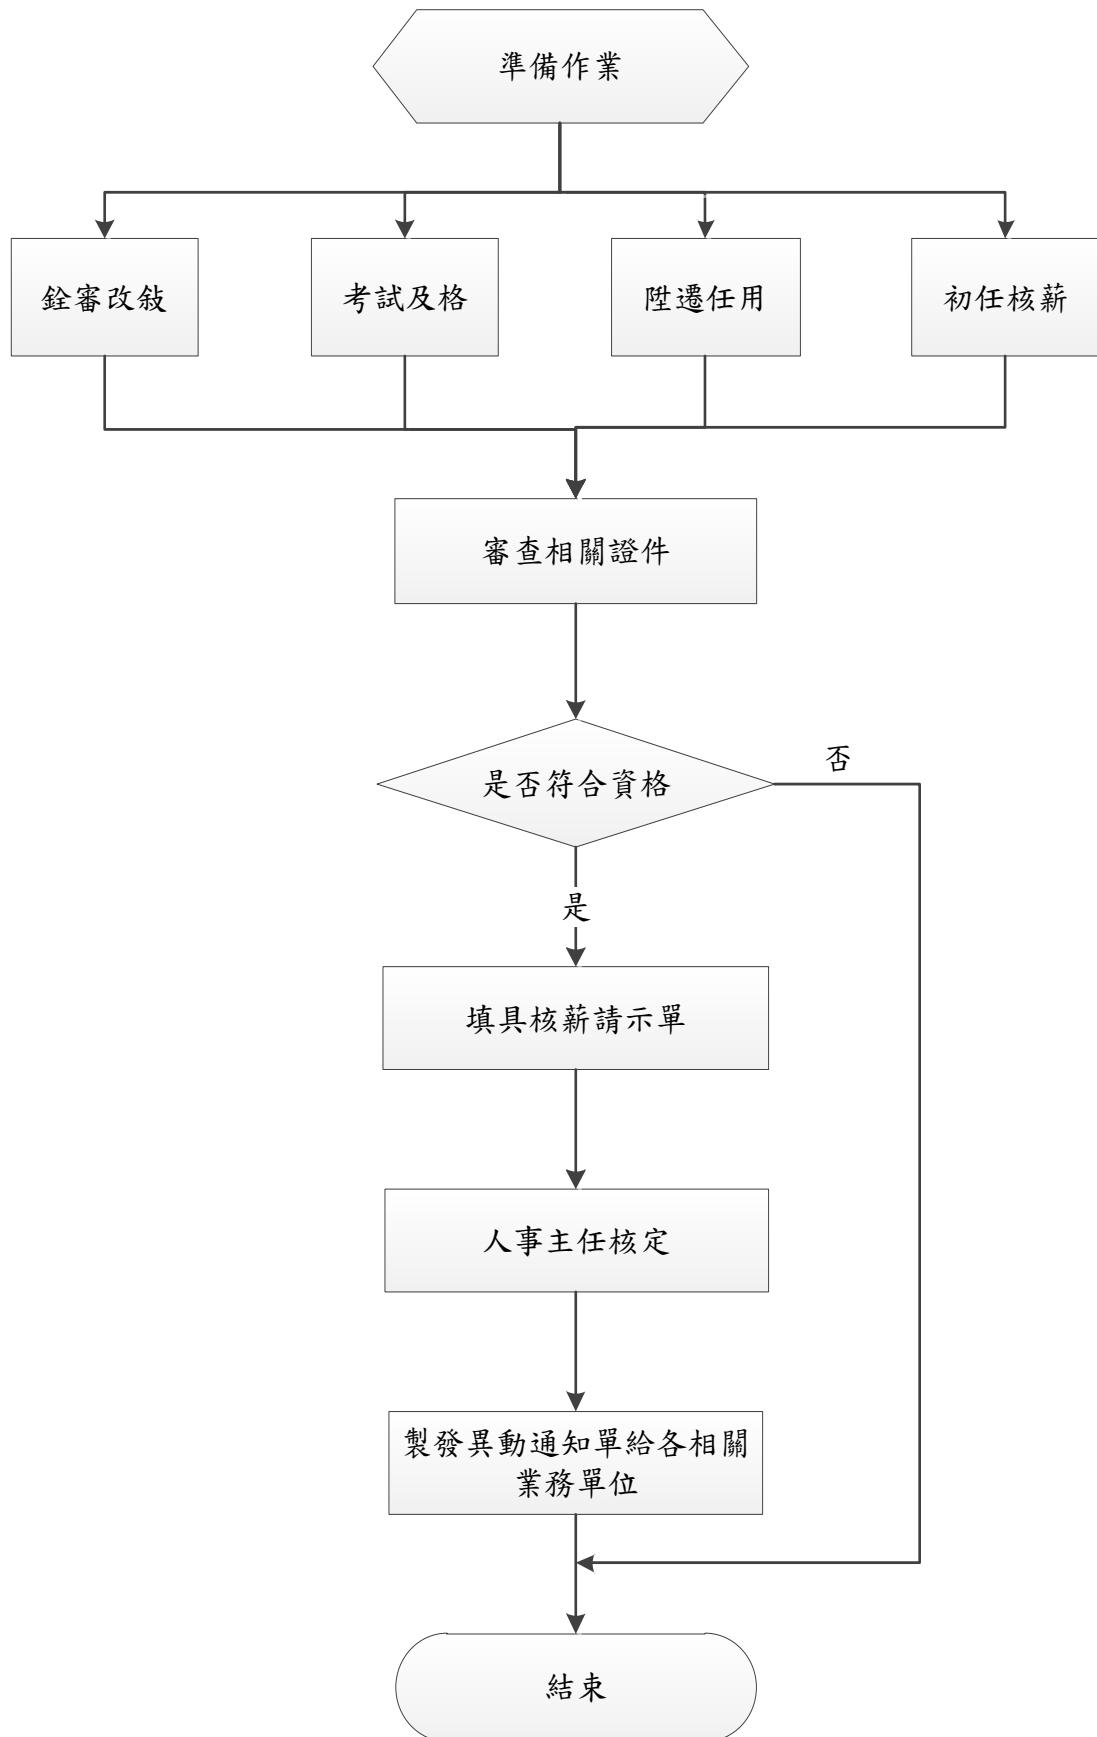 準備作業
銓審改敍
考試及格
陞遷任用
初任核薪
審查相關證件
是否符合資格
否
是
填具核薪請示單
人事主任核定
製發異動通知單給各相關
業務單位
結束